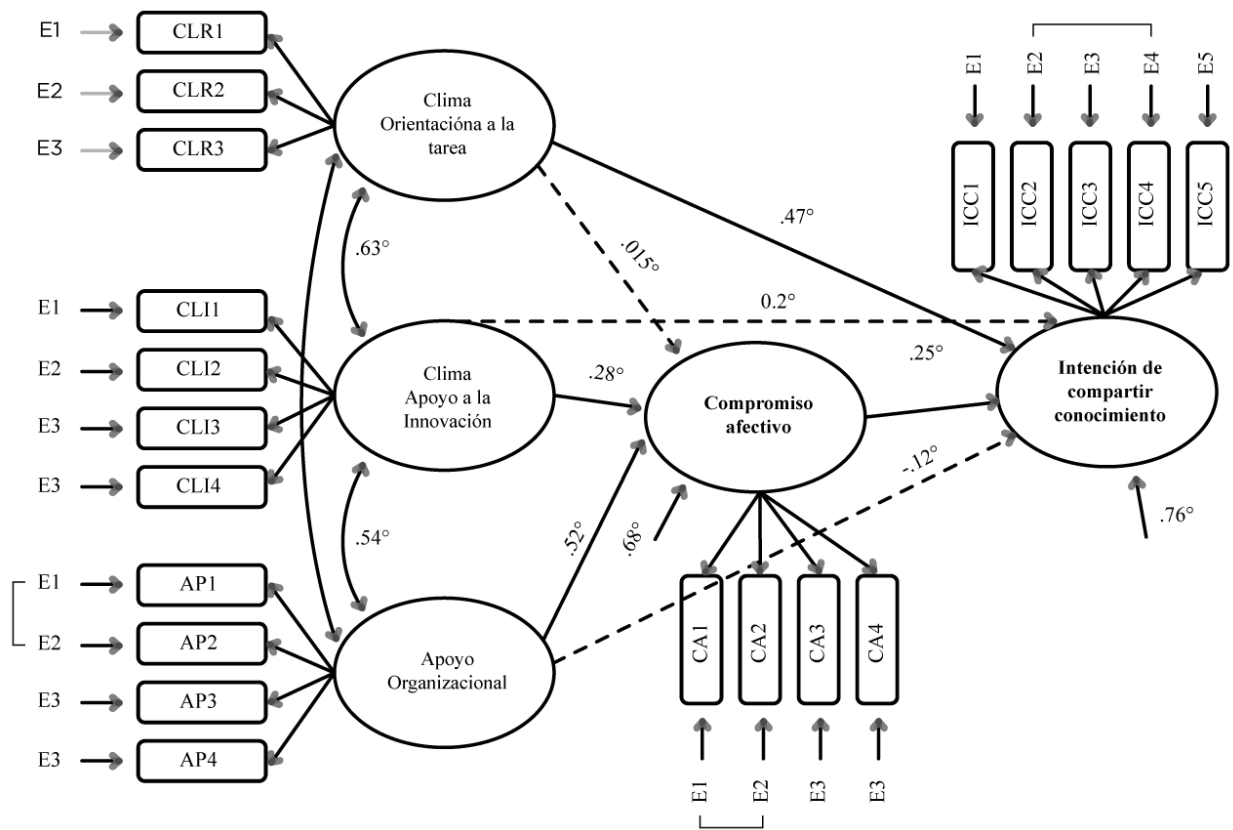 E1
CLR1
E2
CLR2
E3
CLR3
Clima
Orientacióna a la
tarea
E1
E2
E3
E4
E5
ICC1
ICC2
ICC3
ICC4
ICC5
.47°
.015°
.63°
0.2°
E1
CLI1
E2
CLI2
E3
CLI3
E3
CLI4
Clima
Apoyo a la
Innovación
.28°
Compromiso
afectivo
.25°
Intención de
compartir
conocimiento
-.12°
.76°
.54°
.52°
.68°
E1
AP1
E2
AP2
E3
AP3
E3
AP4
Apoyo
Organizacional
CA1
CA2
CA3
CA4
E1
E2
E3
E3